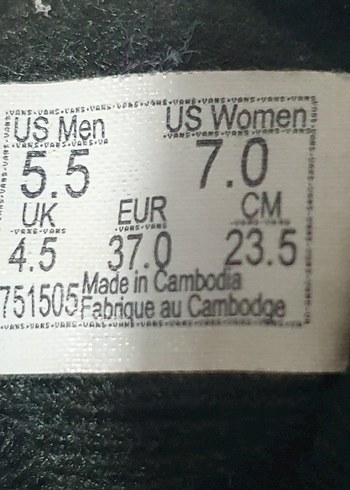 US Men US Women
5.5 7.0
UK EUR CM
4.5 37.0 23.5
Made in Cambodia
751505 Fabrique au Cambodge